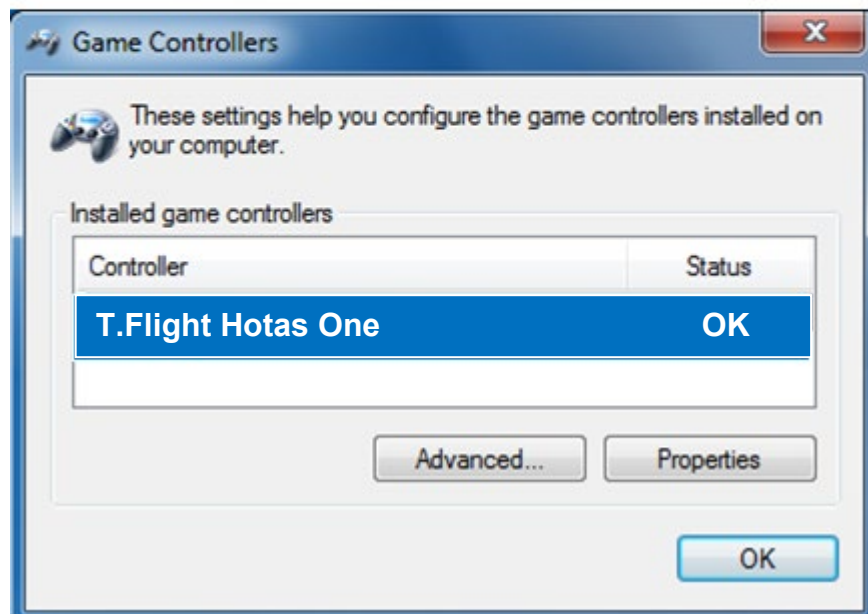 Game Controllers
These settings help you configure the game controllers installed on
your computer.
Installed game controllers
Controller Status
T.Flight Hotas One OK
Advanced... Properties
OK